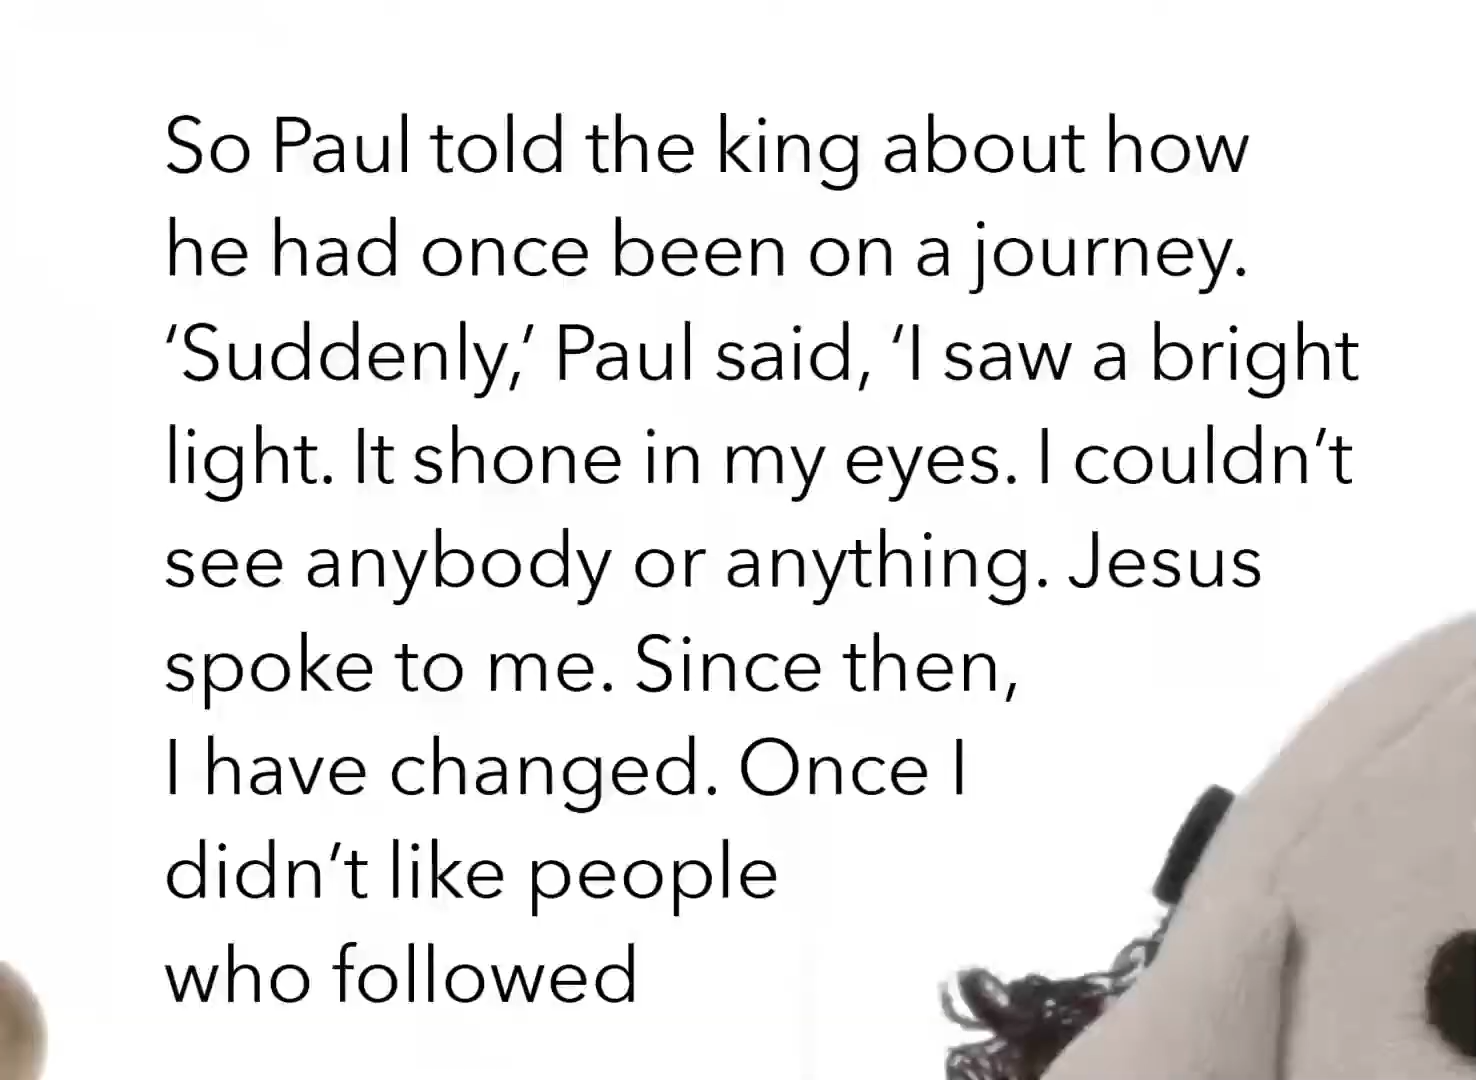 So Paul told the king about how
he had once been on a journey.
‘Suddenly,’ Paul said, ‘I saw a bright
light. It shone in my eyes. I couldn’t
see anybody or anything. Jesus
spoke to me. Since then,
I have changed. Once I
didn’t like people
who followed